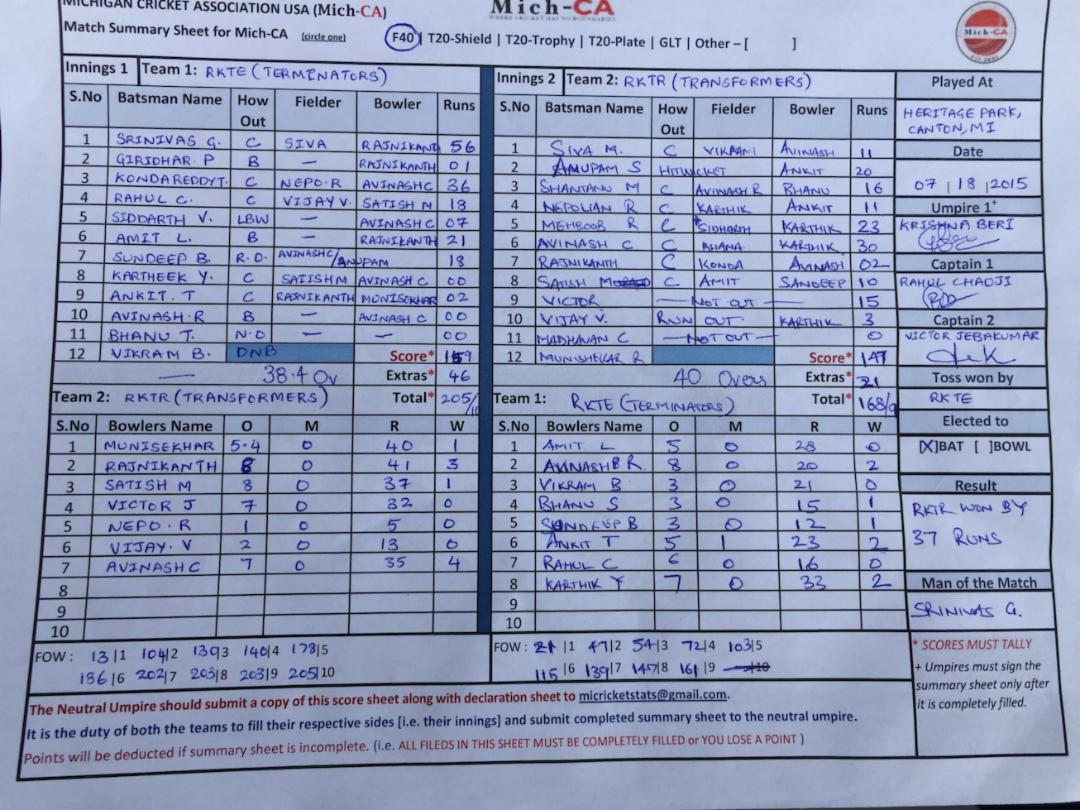 MICHIGAN CRICKET ASSOCIATION USA (Mich-CA)
Mich-CA
Match Summary Sheet for Mich-CA (circle one) F40 | T20-Shield | T20-Trophy | T20-Plate | GLT | Other – [ ]
Mich-CA
Innings 1 Team 1: RKTE (TERMINATORS)
S.No Batsman Name How Out Fielder Bowler Runs
1 SRINIVAS G. C SIVA RAJNIKAND 56
2 GIRIDHAR. P B — RAJNIKANTH 01
3 KONDAREDDYT. C NEPO.R AVINASHC 36
4 RAHUL C. C VIJAY V. SATISH M 18
5 SIDDARTH V. LBW — AVINASH C 07
6 AMIT L. B — RAJNIKANTH 21
7 SUNDEEP B. R.O. AVINASHC/ANUPAM 18
8 KARTHEEK Y. C SATISHM AVINASH C 00
9 ANKIT. T C RAJNIKANTH MONISEKHAR 02
10 AVINASH.R B — AVINASH C 00
11 BHANU T. N.O — — 00
12 VIKRAM B. DNB Score* 159
— 38.4 Ov Extras* 46
Team 2: RKTR (TRANSFORMERS) Total* 205/10
S.No Bowlers Name O M R W
1 MUNISEKHAR 5.4 0 40 1
2 RAJNIKANTH 8 0 41 3
3 SATISH M 8 0 37 1
4 VICTOR J 7 0 32 0
5 NEPO.R 1 0 5 0
6 VIJAY. V 2 0 13 0
7 AVINASHC 7 0 35 4
8
9
10
FOW : 13|1 104|2 130|3 140|4 178|5
186|6 202|7 203|8 203|9 205|10
Innings 2 Team 2: RKTR (TRANSFORMERS)
S.No Batsman Name How Out Fielder Bowler Runs
1 SIVA M. C VIKRAM AVINASH 11
2 ANUPAM S HITWICKET ANKIT 20
3 SHANTANU M C AVINASH R BHANU 16
4 NEPOLIAN R C KARTHIK ANKIT 11
5 MEHBOOB R C SIDHARTH KARTHIK 23
6 AVINASH C C BHANA KARTHIK 30
7 RAJNIKANTH C KONDA AVINASH 02
8 SATISH C AMIT SANDEEP 10
9 VICTOR — NOT OUT — 15
10 VIJAY V. RUN OUT. KARTHIK 3
11 MADHAVAN C — NOT OUT — 0
12 MUNISHEKAR R Score* 147
40 Overs Extras* 21
Team 1: RKTE (TERMINATORS) Total* 168/9
S.No Bowlers Name O M R W
1 AMIT L 5 0 28 0
2 AVINASH R 8 0 20 2
3 VIKRAM B 3 0 21 0
4 BHANU S 3 0 15 1
5 SUNDEEP B 3 0 12 1
6 ANKIT T 5 1 23 2
7 RAHUL C 6 0 16 0
8 KARTHIK Y 7 0 33 2
9
10
FOW : 21|1 47|2 54|3 72|4 103|5
115|6 139|7 147|8 161|9
Played At
HERITAGE PARK,
CANTON, MI
Date
07 | 18 | 2015
Umpire 1+
KRISHNA BERI
Captain 1
RAHUL CHADJI
Captain 2
VICTOR JEBAKUMAR
Toss won by
RKTE
Elected to
[X]BAT [ ]BOWL
Result
RKTR WON BY
37 RUNS
Man of the Match
SRINIVAS G.
* SCORES MUST TALLY
+ Umpires must sign the
summary sheet only after
it is completely filled.
The Neutral Umpire should submit a copy of this score sheet along with declaration sheet to micricketstats@gmail.com.
It is the duty of both the teams to fill their respective sides [i.e. their innings] and submit completed summary sheet to the neutral umpire.
Points will be deducted if summary sheet is incomplete. (i.e. ALL FILEDS IN THIS SHEET MUST BE COMPLETELY FILLED or YOU LOSE A POINT )